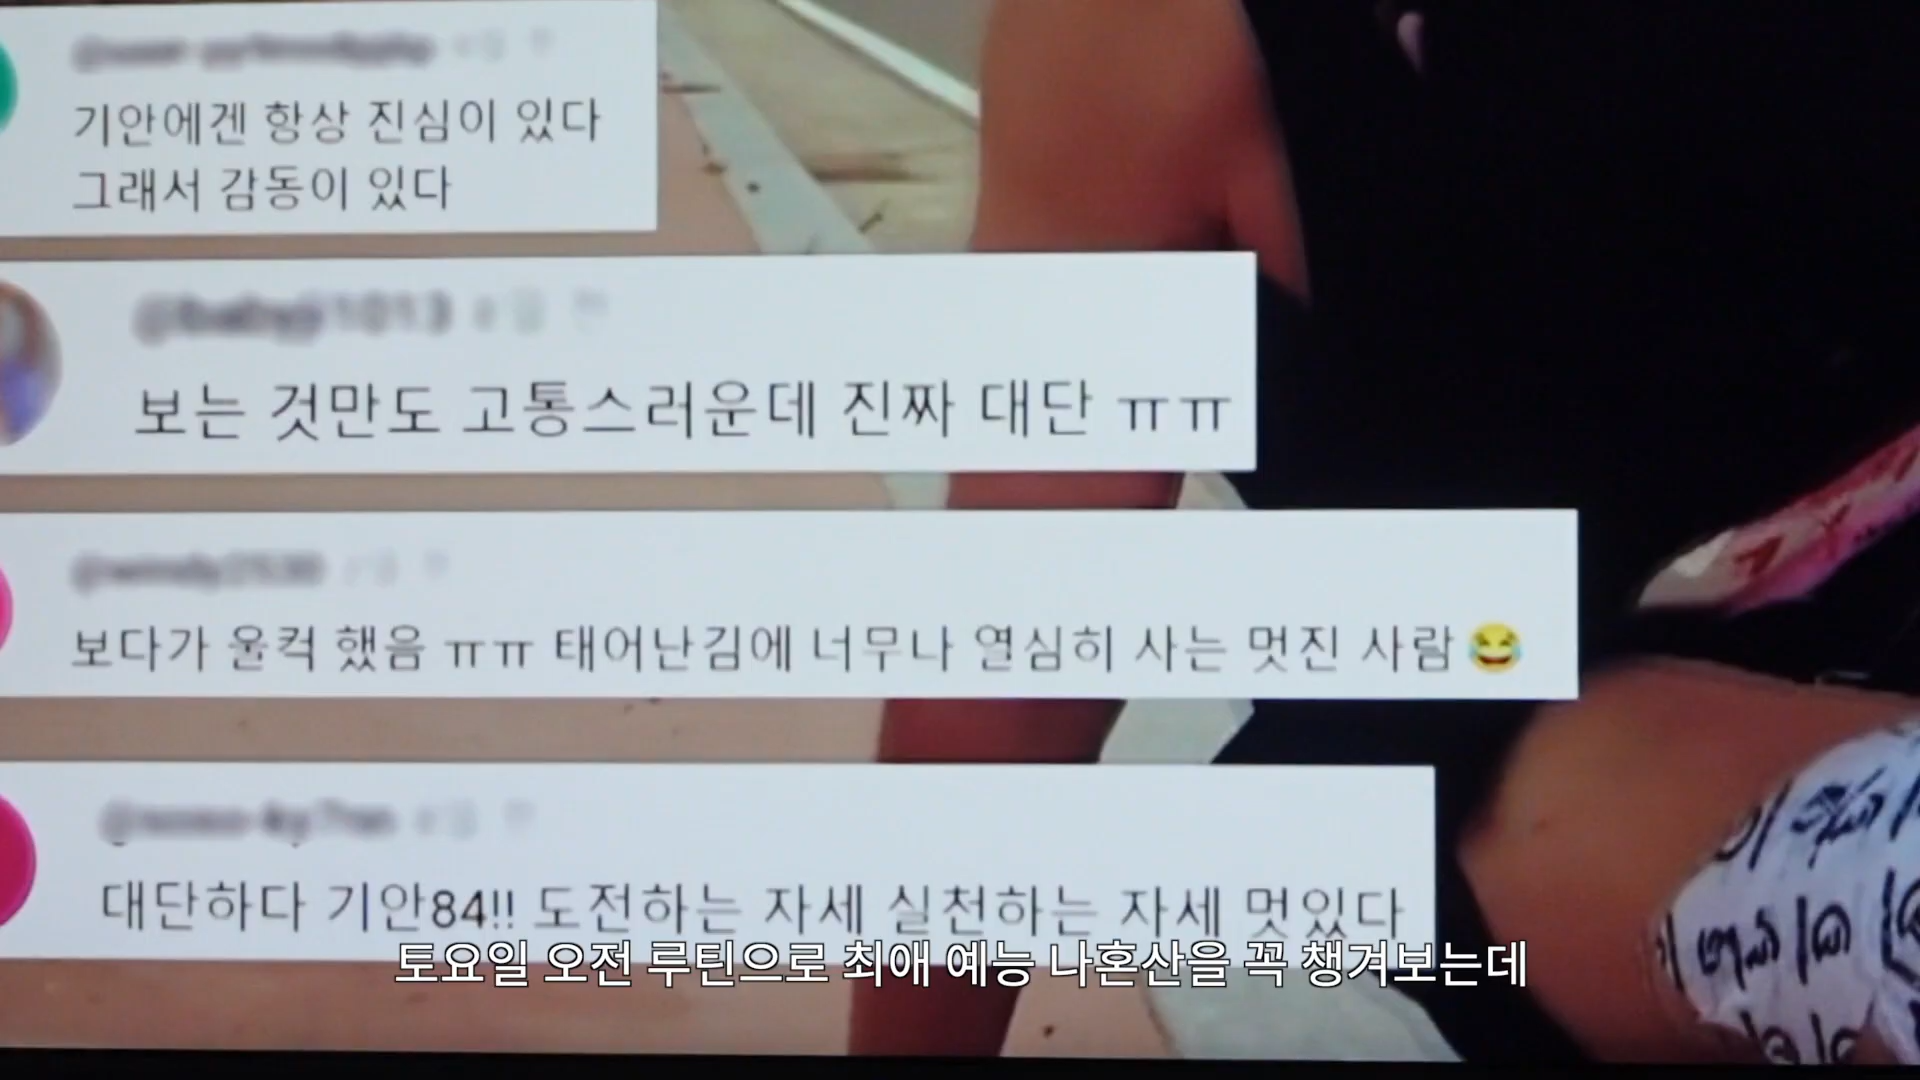 기안에겐 항상 진심이 있다
그래서 감동이 있다
보는 것만도 고통스러운데 진짜 대단 ㅠㅠ
보다가 울컥 했음 ㅠㅠ 태어난김에 너무나 열심히 사는 멋진 사람😂
대단하다 기안84!! 도전하는 자세 실천하는 자세 멋있다
토요일 오전 루틴으로 최애 예능 나혼산을 꼭 챙겨보는데